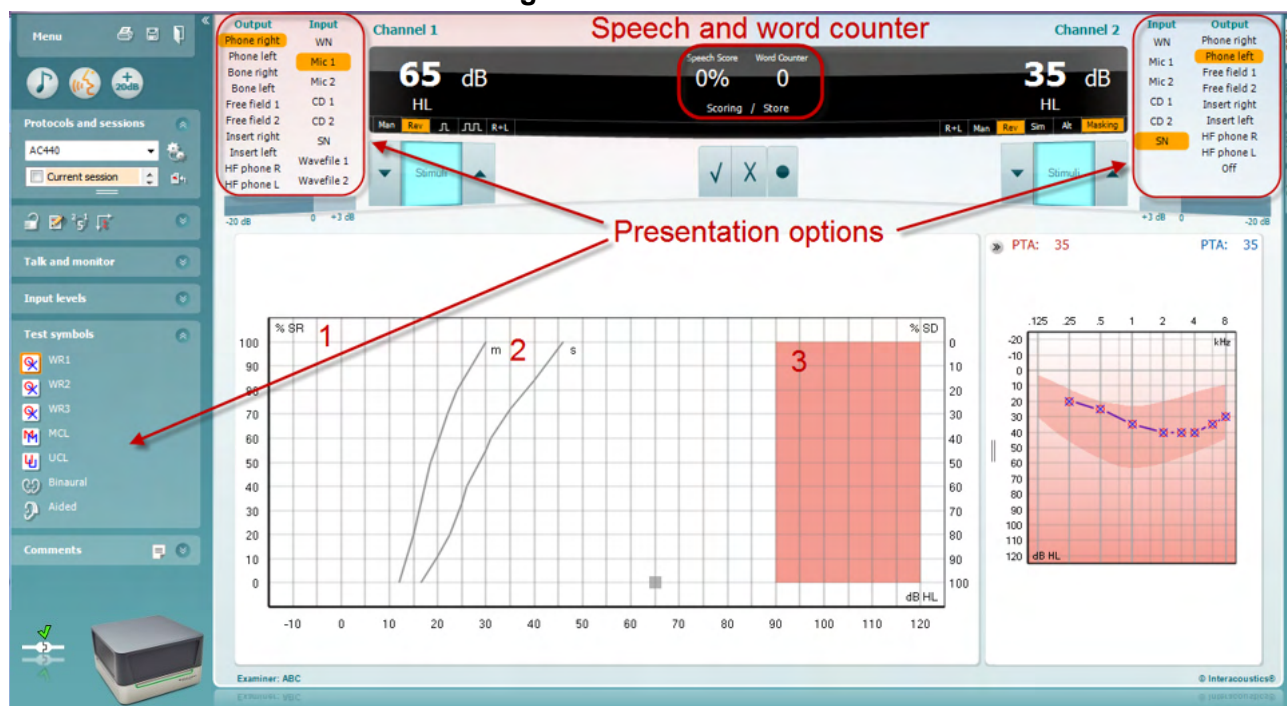 Menu
20dB
Protocols and sessions
AC440
Current session
Talk and monitor
Input levels
Test symbols
WR1
WR2
WR3
MCL
UCL
Binaural
Aided
Comments
Output Input
Phone right WN
Phone left Mic 1
Bone right Mic 2
Bone left
Free field 1 CD 1
Free field 2 CD 2
Insert right SN
Insert left Wavefile 1
HF phone R Wavefile 2
HF phone L
Channel 1
Speech and word counter
Channel 2
65 dB
HL
Man Rev R+L
Speech Score Word Counter
0% 0
Scoring / Store
35 dB
HL
R+L Man Rev Sim Alt Masking
Input Output
WN Phone right
Mic 1 Phone left
Mic 2 Free field 1
Free field 2
CD 1 Insert right
CD 2 Insert left
SN HF phone R
HF phone L
Off
Stimuli
Stimuli
-20 dB 0 +3 dB
+3 dB 0 -20 dB
Presentation options
% SR 1
m 2 s
3
% SD
100 90 80 70 60 50 40 30 20 10 0
0 10 20 30 40 50 60 70 80 90 100
dB HL
-10 0 10 20 30 40 50 60 70 80 90 100 110 120
PTA: 35 PTA: 35
.125 .25 .5 1 2 4 8
kHz
-20 -10 0 10 20 30 40 50 60 70 80 90 100 110 120
dB HL
Examiner: ABC
© Interacoustics®